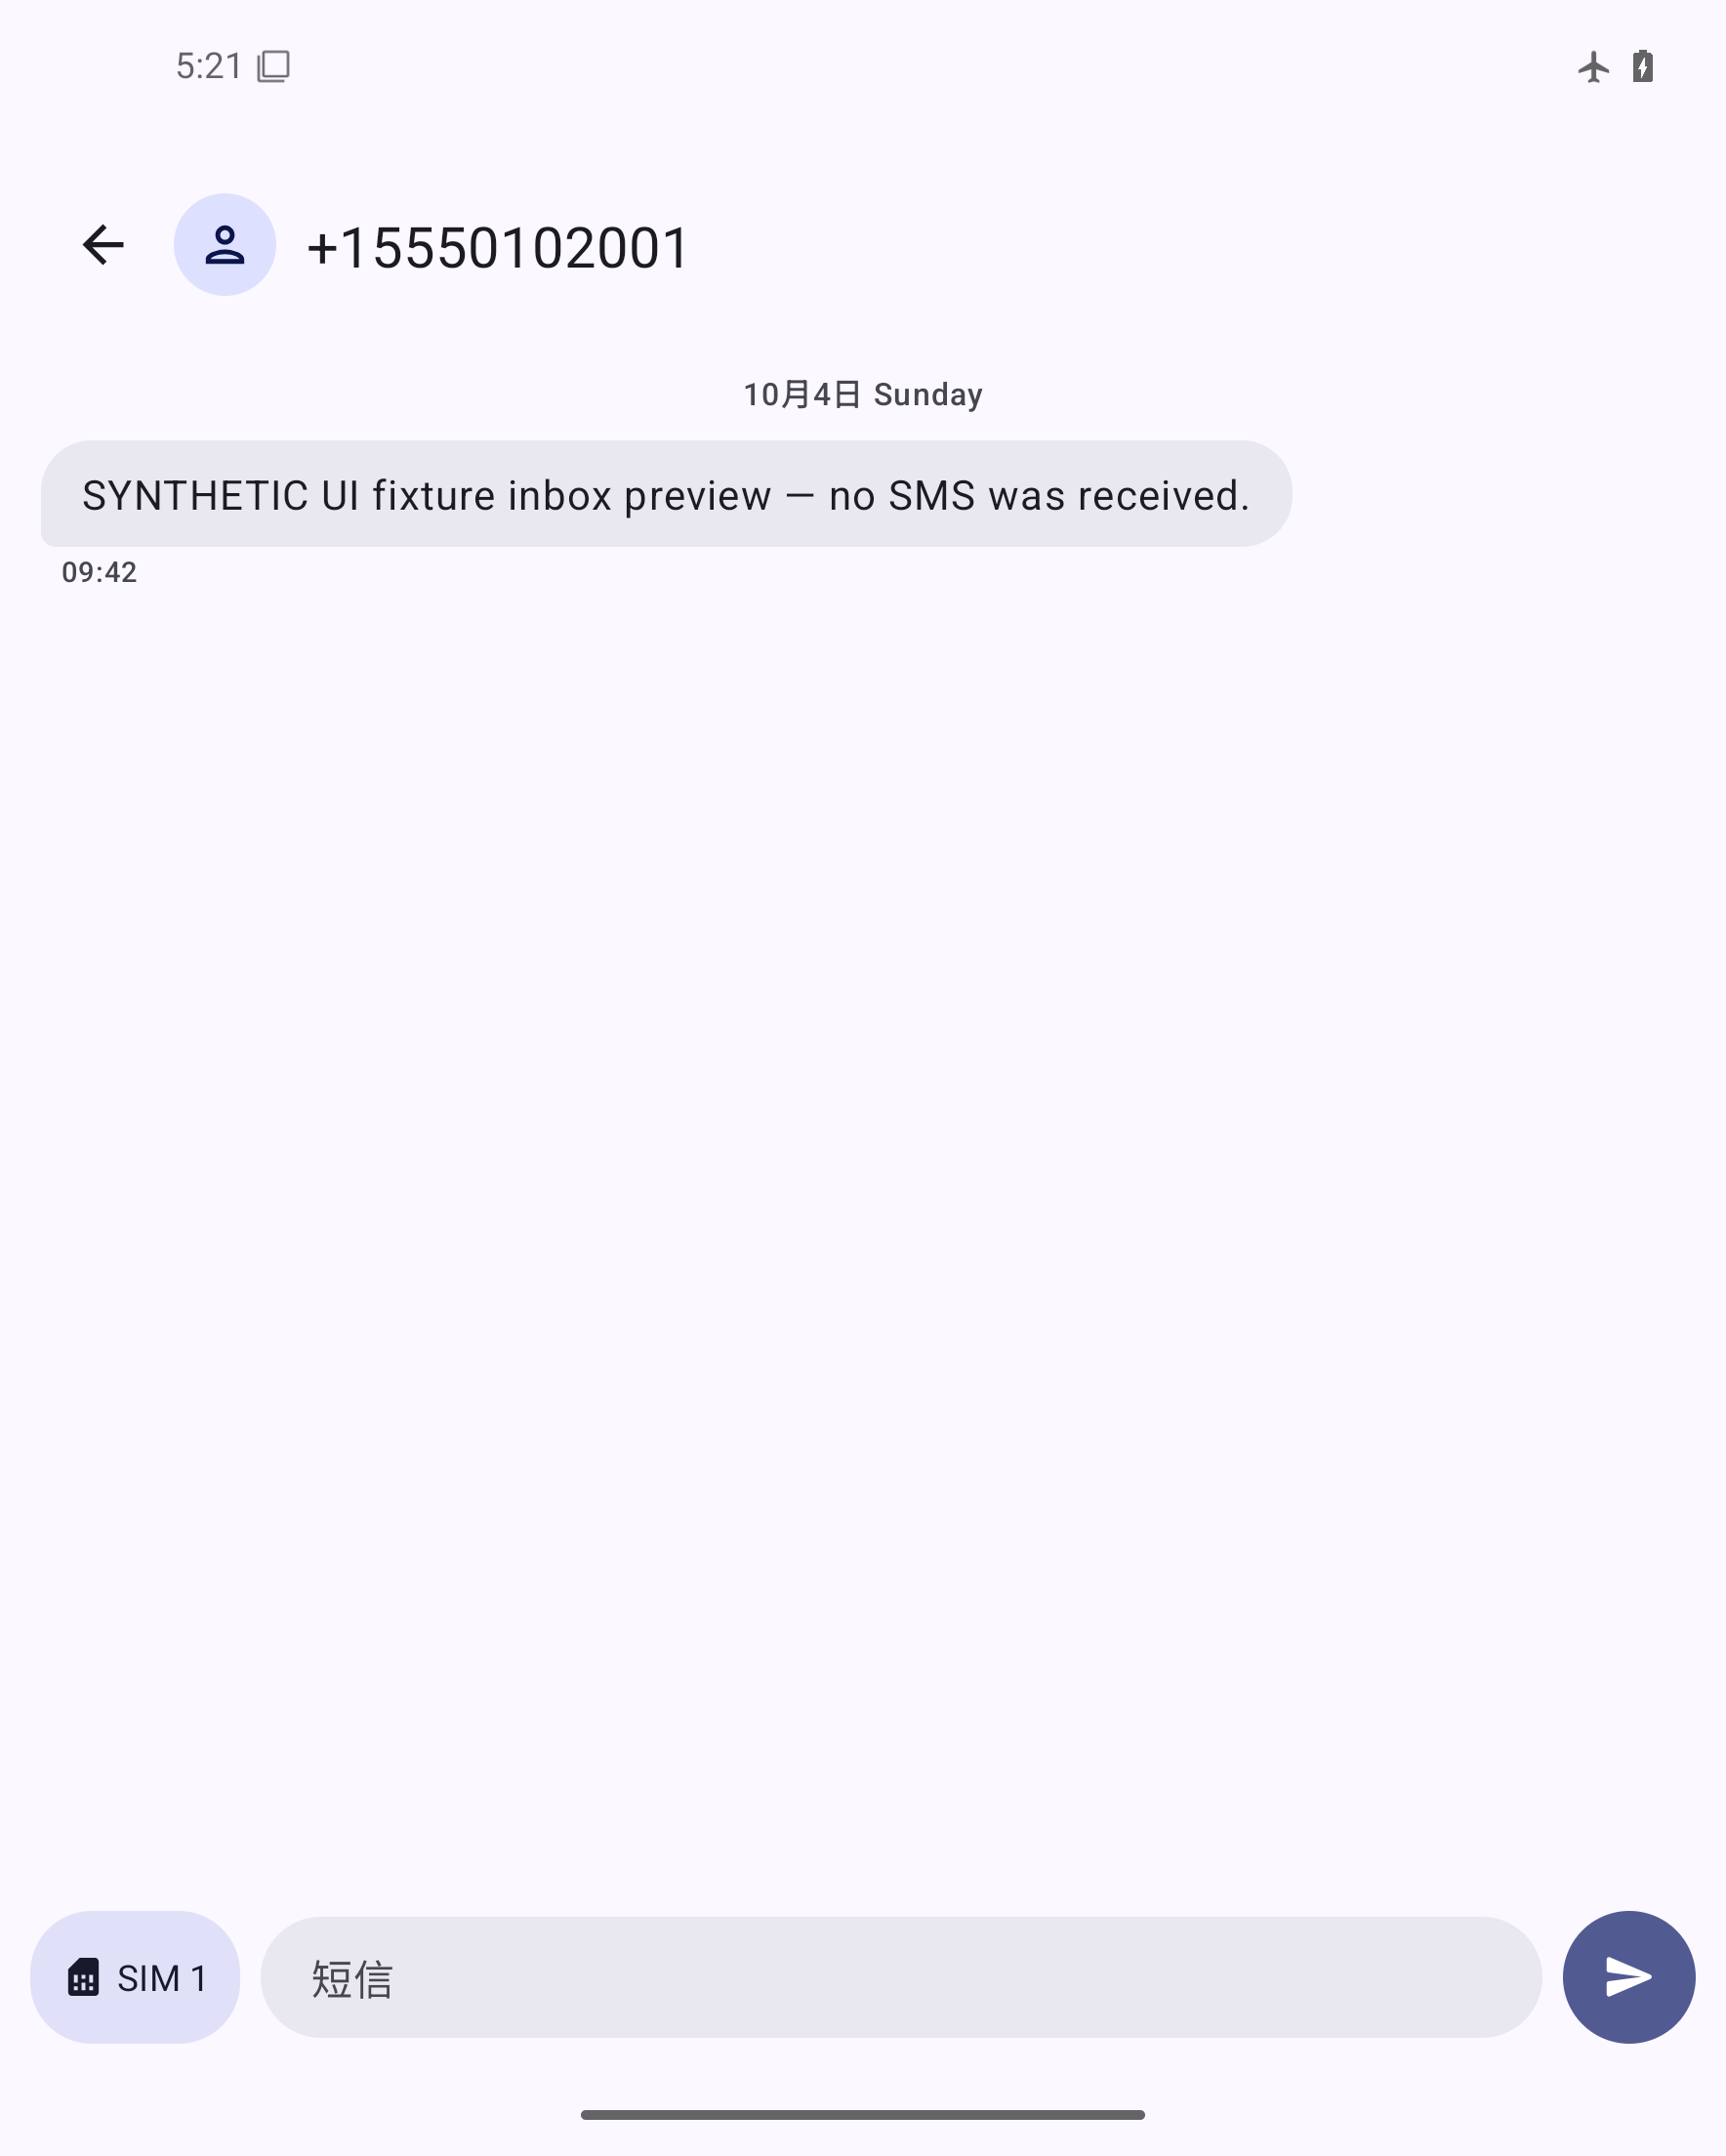 5:21
+15550102001
10月4日 Sunday
SYNTHETIC UI fixture inbox preview — no SMS was received.
09:42
SIM 1
短信